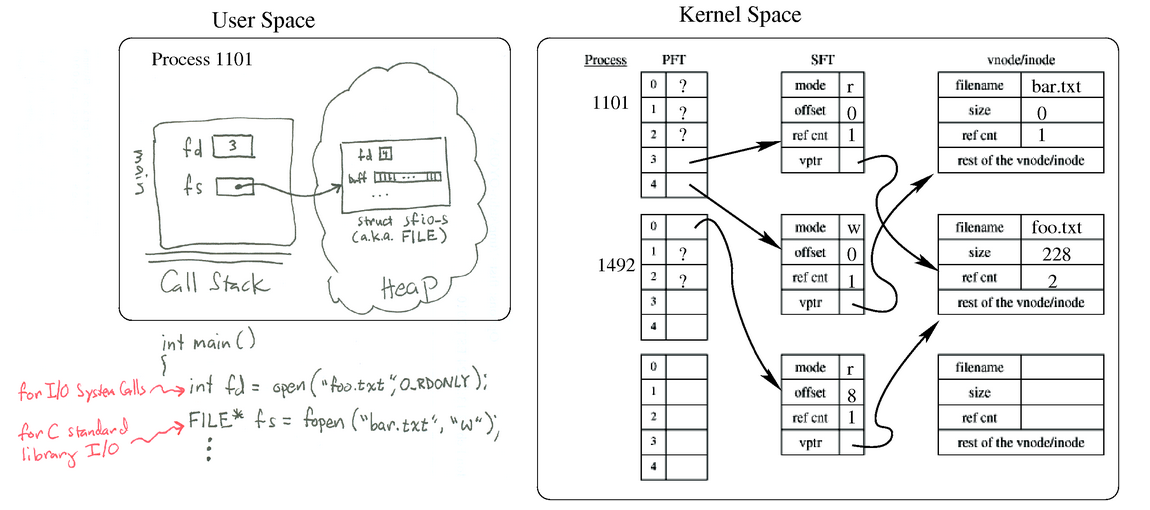 User Space
Kernel Space
Process 1101
main
fd 3
fs
Call Stack
fd 4
buff ...
...
struct sfio-s
(a.k.a. FILE)
Heap
int main()
{
for I/O System Calls
int fd = open("foo.txt", O_RDONLY);
for C standard
library I/O
FILE* fs = fopen("bar.txt", "w");
Process PFT SFT vnode/inode
1101
0 ?
1 ?
2 ?
3
4
mode r
offset 0
ref cnt 1
vptr
filename bar.txt
size 0
ref cnt 1
rest of the vnode/inode
1492
0
1 ?
2 ?
3
4
mode w
offset 0
ref cnt 1
vptr
filename foo.txt
size 228
ref cnt 2
rest of the vnode/inode
0
1
2
3
4
mode r
offset 8
ref cnt 1
vptr
filename
size
ref cnt
rest of the vnode/inode